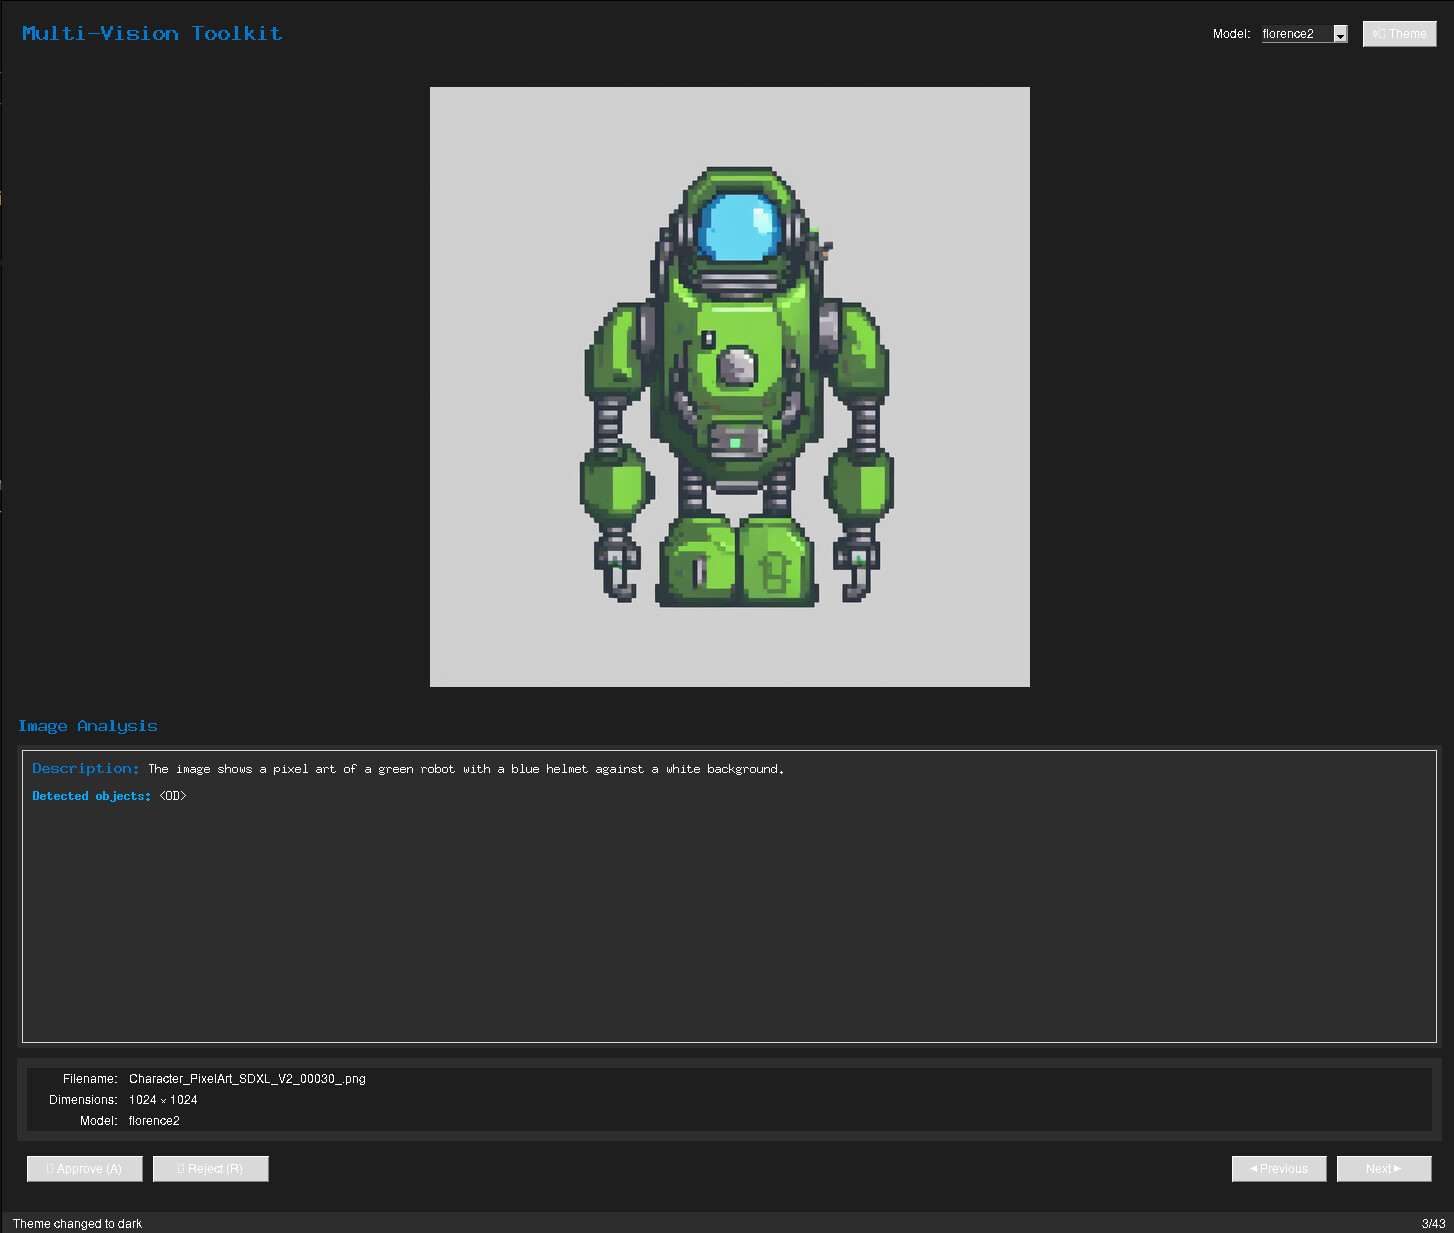 Multi-Vision Toolkit
Model: florence2
Theme
Image Analysis
Description: The image shows a pixel art of a green robot with a blue helmet against a white background.
Detected objects: <OD>
Filename: Character_PixelArt_SDXL_V2_00030_.png
Dimensions: 1024 × 1024
Model: florence2
Approve (A)
Reject (R)
◄ Previous
Next ►
Theme changed to dark
3/43